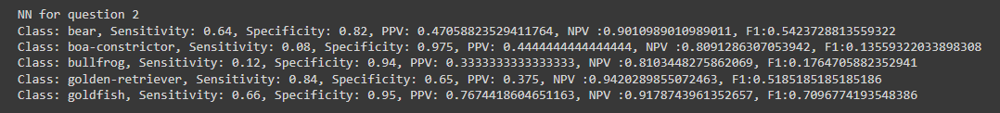 NN for question 2
Class: bear, Sensitivity: 0.64, Specificity: 0.82, PPV: 0.47058823529411764, NPV :0.9010989010989011, F1:0.5423728813559322
Class: boa-constrictor, Sensitivity: 0.08, Specificity: 0.975, PPV: 0.4444444444444444, NPV :0.8091286307053942, F1:0.13559322033898308
Class: bullfrog, Sensitivity: 0.12, Specificity: 0.94, PPV: 0.3333333333333333, NPV :0.8103448275862069, F1:0.1764705882352941
Class: golden-retriever, Sensitivity: 0.84, Specificity: 0.65, PPV: 0.375, NPV :0.9420289855072463, F1:0.5185185185185186
Class: goldfish, Sensitivity: 0.66, Specificity: 0.95, PPV: 0.7674418604651163, NPV :0.9178743961352657, F1:0.7096774193548386